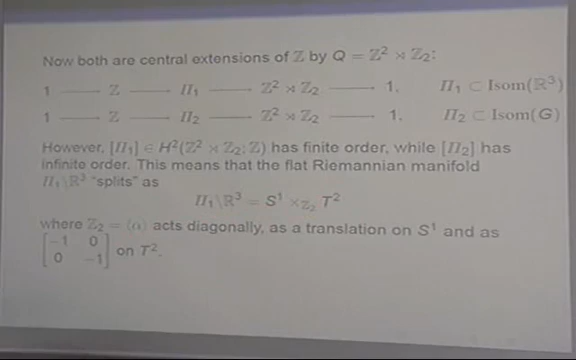 Now both are central extensions of ℤ by Q = ℤ² ⋊ ℤ₂:
1 → ℤ → Π₁ → ℤ² ⋊ ℤ₂ → 1. Π₁ ⊂ Isom(ℝ³)
1 → ℤ → Π₂ → ℤ² ⋊ ℤ₂ → 1. Π₂ ⊂ Isom(G)
However, [Π₁] ∈ H²(ℤ² ⋊ ℤ₂; ℤ) has finite order, while [Π₂] has
infinite order. This means that the flat Riemannian manifold
Π₁\ℝ³ "splits" as
Π₁\ℝ³ = S¹ ×_ℤ₂ T²
where ℤ₂ = ⟨α⟩ acts diagonally, as a translation on S¹ and as
[−1 0
0 −1] on T².